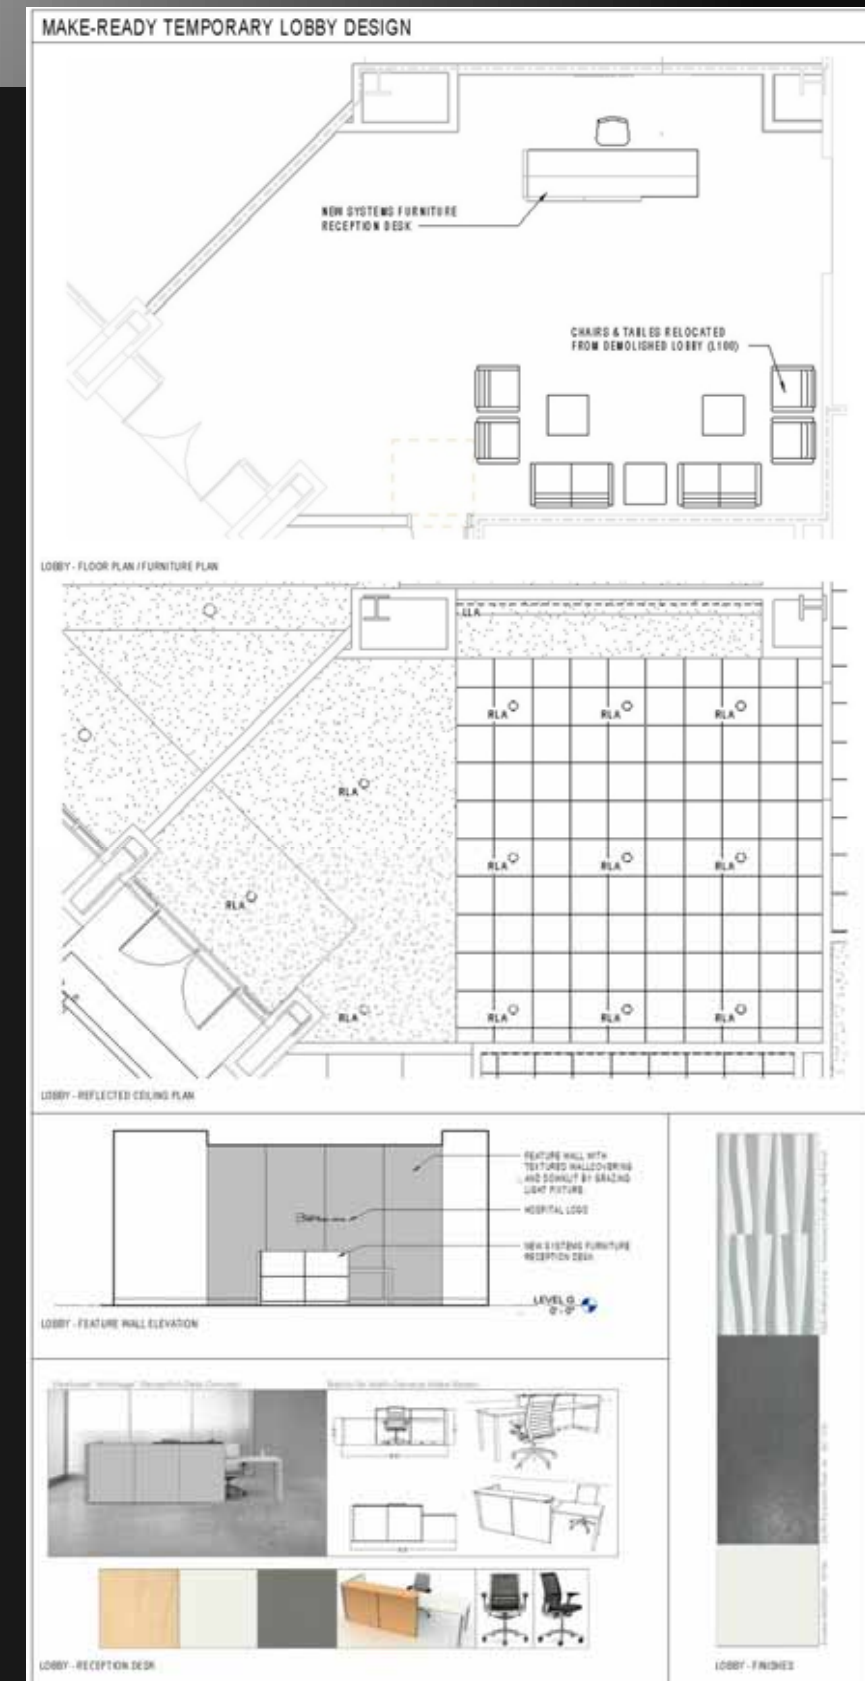 MAKE-READY TEMPORARY LOBBY DESIGN
NEW SYSTEMS FURNITURE
RECEPTION DESK
CHAIRS & TABLES RELOCATED
FROM DEMOLISHED LOBBY (L100)
LOBBY - FLOOR PLAN / FURNITURE PLAN
LLA
RLA RLA RLA
RLA
RLA RLA RLA
RLA
RLA RLA RLA RLA
LOBBY - REFLECTED CEILING PLAN
FEATURE WALL WITH
TEXTURED WALLCOVERING
AND DOWNLIT BY GRAZING
LIGHT FIXTURE
HOSPITAL LOGO
NEW SYSTEMS FURNITURE
RECEPTION DESK
LEVEL G
0'-0"
LOBBY - FEATURE WALL ELEVATION
LOBBY - RECEPTION DESK
LOBBY - FINISHES